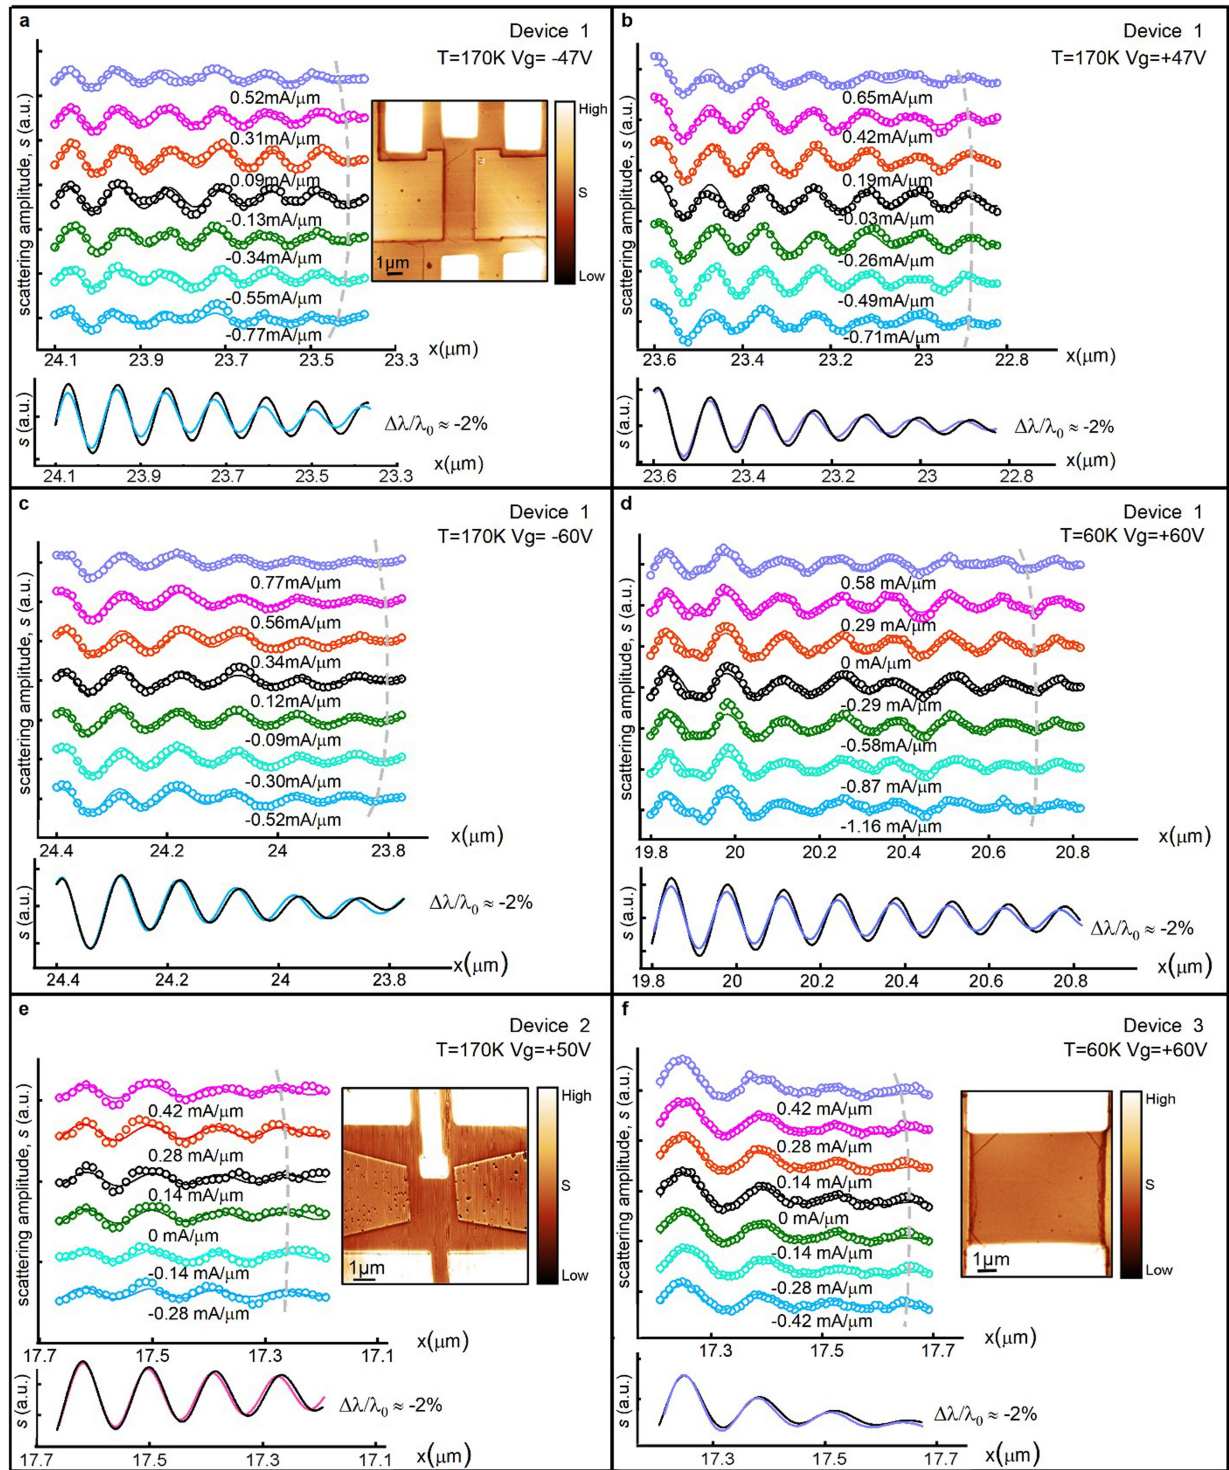 a
Device 1
T=170K Vg= -47V
scattering amplitude, s (a.u.)
0.52mA/μm
0.31mA/μm
0.09mA/μm
-0.13mA/μm
-0.34mA/μm
-0.55mA/μm
-0.77mA/μm
1μm
High
S
Low
24.1 23.9 23.7 23.5 23.3
x(μm)
s (a.u.)
Δλ/λ0 ≈ -2%
24.1 23.9 23.7 23.5 23.3
x(μm)
b
Device 1
T=170K Vg=+47V
scattering amplitude, s (a.u.)
0.65mA/μm
0.42mA/μm
0.19mA/μm
-0.03mA/μm
-0.26mA/μm
-0.49mA/μm
-0.71mA/μm
23.6 23.4 23.2 23 22.8
x(μm)
s (a.u.)
Δλ/λ0 ≈ -2%
23.6 23.4 23.2 23 22.8
x(μm)
c
Device 1
T=170K Vg= -60V
scattering amplitude, s (a.u.)
0.77mA/μm
0.56mA/μm
0.34mA/μm
0.12mA/μm
-0.09mA/μm
-0.30mA/μm
-0.52mA/μm
24.4 24.2 24 23.8
x(μm)
s (a.u.)
Δλ/λ0 ≈ -2%
24.4 24.2 24 23.8
x(μm)
d
Device 1
T=60K Vg=+60V
scattering amplitude, s (a.u.)
0.58 mA/μm
0.29 mA/μm
0 mA/μm
-0.29 mA/μm
-0.58mA/μm
-0.87 mA/μm
-1.16 mA/μm
19.8 20 20.2 20.4 20.6 20.8
x(μm)
s (a.u.)
Δλ/λ0 ≈ -2%
19.8 20 20.2 20.4 20.6 20.8
x(μm)
e
Device 2
T=170K Vg=+50V
scattering amplitude, s (a.u.)
0.42 mA/μm
0.28 mA/μm
0.14 mA/μm
0 mA/μm
-0.14 mA/μm
-0.28 mA/μm
1μm
High
S
Low
17.7 17.5 17.3 17.1
x(μm)
s (a.u.)
Δλ/λ0 ≈ -2%
17.7 17.5 17.3 17.1
x(μm)
f
Device 3
T=60K Vg=+60V
scattering amplitude, s (a.u.)
0.42 mA/μm
0.28 mA/μm
0.14 mA/μm
0 mA/μm
-0.14 mA/μm
-0.28 mA/μm
-0.42 mA/μm
1μm
High
S
Low
17.3 17.5 17.7
x(μm)
s (a.u.)
Δλ/λ0 ≈ -2%
17.3 17.5 17.7
x(μm)